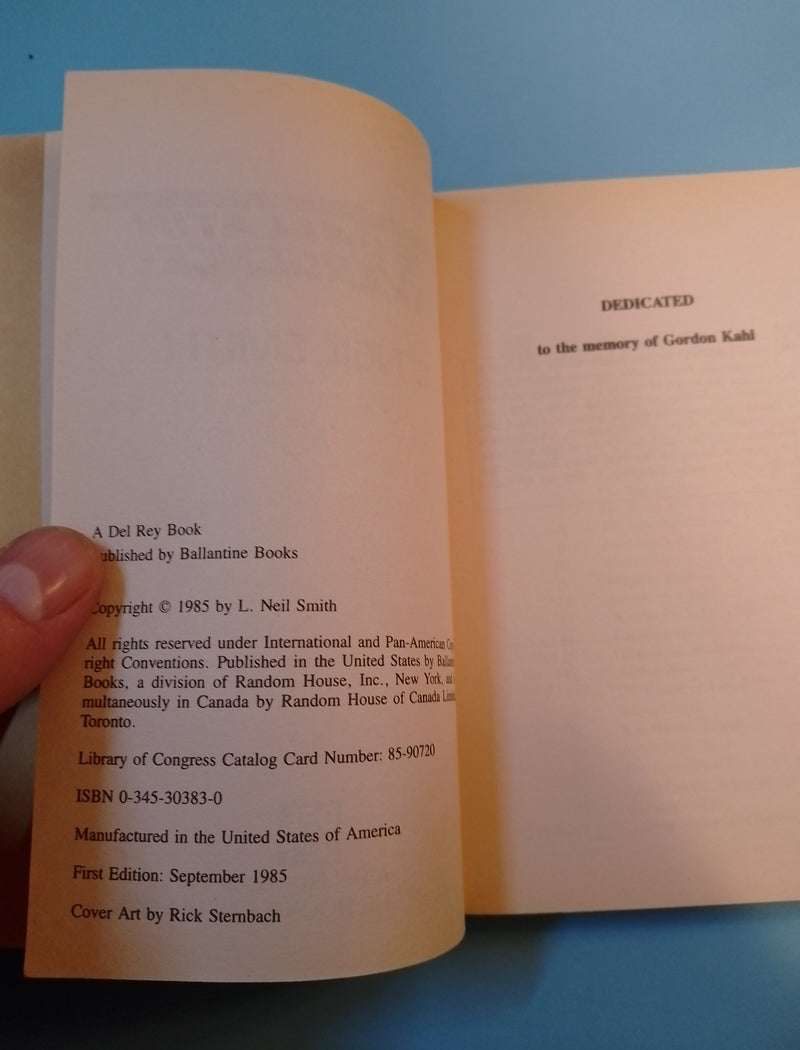 A Del Rey Book
ublished by Ballantine Books
Copyright © 1985 by L. Neil Smith
All rights reserved under International and Pan-American
right Conventions. Published in the United States by
Books, a division of Random House, Inc., New York,
multaneously in Canada by Random House of Canada
Toronto.
Library of Congress Catalog Card Number: 85-90720
ISBN 0-345-30383-0
Manufactured in the United States of America
First Edition: September 1985
Cover Art by Rick Sternbach
DEDICATED
to the memory of Gordon Kahl